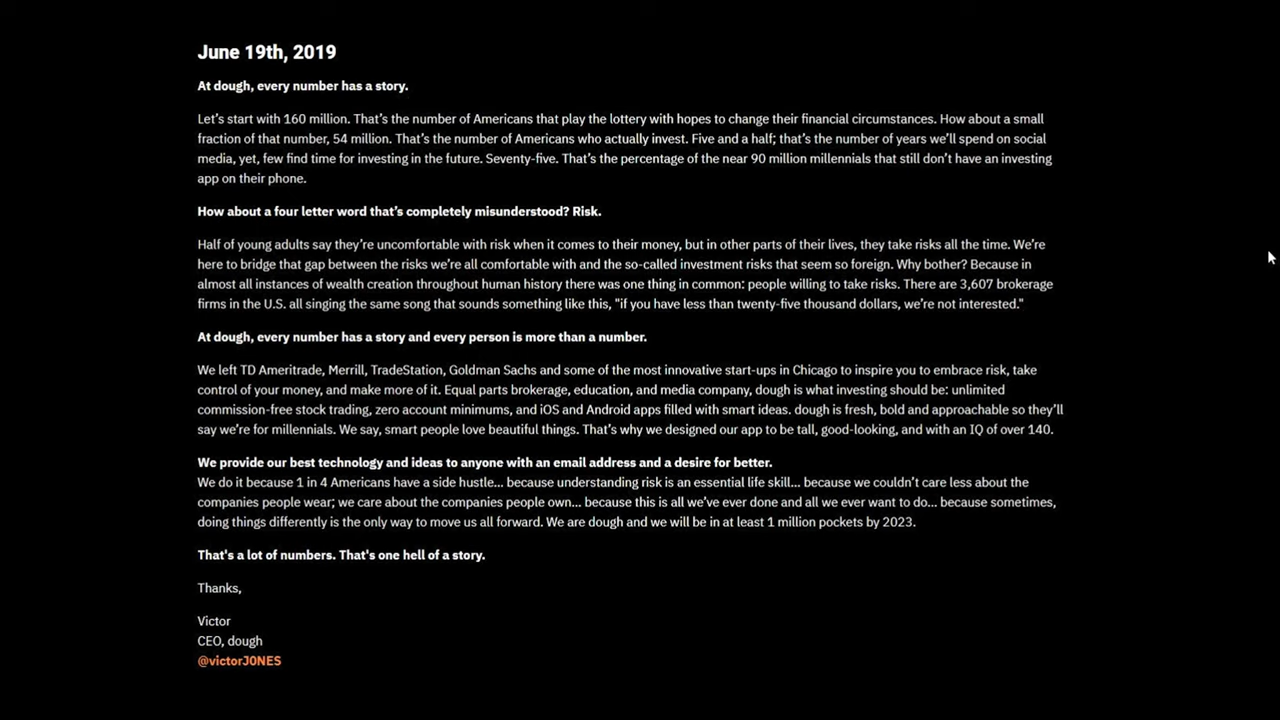 June 19th, 2019
At dough, every number has a story.
Let’s start with 160 million. That’s the number of Americans that play the lottery with hopes to change their financial circumstances. How about a small
fraction of that number, 54 million. That’s the number of Americans who actually invest. Five and a half; that’s the number of years we’ll spend on social
media, yet, few find time for investing in the future. Seventy-five. That’s the percentage of the near 90 million millennials that still don’t have an investing
app on their phone.
How about a four letter word that’s completely misunderstood? Risk.
Half of young adults say they’re uncomfortable with risk when it comes to their money, but in other parts of their lives, they take risks all the time. We’re
here to bridge that gap between the risks we’re all comfortable with and the so-called investment risks that seem so foreign. Why bother? Because in
almost all instances of wealth creation throughout human history there was one thing in common: people willing to take risks. There are 3,607 brokerage
firms in the U.S. all singing the same song that sounds something like this, "if you have less than twenty-five thousand dollars, we’re not interested."
At dough, every number has a story and every person is more than a number.
We left TD Ameritrade, Merrill, TradeStation, Goldman Sachs and some of the most innovative start-ups in Chicago to inspire you to embrace risk, take
control of your money, and make more of it. Equal parts brokerage, education, and media company, dough is what investing should be: unlimited
commission-free stock trading, zero account minimums, and iOS and Android apps filled with smart ideas. dough is fresh, bold and approachable so they’ll
say we’re for millennials. We say, smart people love beautiful things. That’s why we designed our app to be tall, good-looking, and with an IQ of over 140.
We provide our best technology and ideas to anyone with an email address and a desire for better.
We do it because 1 in 4 Americans have a side hustle... because understanding risk is an essential life skill... because we couldn’t care less about the
companies people wear; we care about the companies people own... because this is all we’ve ever done and all we ever want to do... because sometimes,
doing things differently is the only way to move us all forward. We are dough and we will be in at least 1 million pockets by 2023.
That's a lot of numbers. That's one hell of a story.
Thanks,
Victor
CEO, dough
@victorJONES